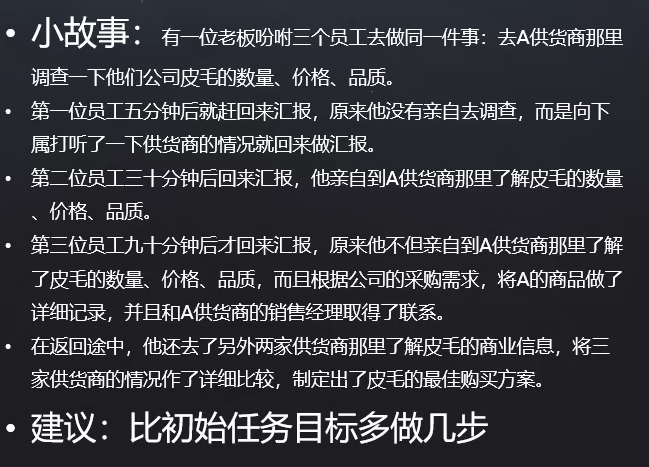 • 小故事：有一位老板吩咐三个员工去做同一件事：去A供货商那里
调查一下他们公司皮毛的数量、价格、品质。
• 第一位员工五分钟后就赶回来汇报，原来他没有亲自去调查，而是向下
属打听了一下供货商的情况就回来做汇报。
• 第二位员工三十分钟后回来汇报，他亲自到A供货商那里了解皮毛的数量
、价格、品质。
• 第三位员工九十分钟后才回来汇报，原来他不但亲自到A供货商那里了解
了皮毛的数量、价格、品质，而且根据公司的采购需求，将A的商品做了
详细记录，并且和A供货商的销售经理取得了联系。
• 在返回途中，他还去了另外两家供货商那里了解皮毛的商业信息，将三
家供货商的情况作了详细比较，制定出了皮毛的最佳购买方案。
• 建议：比初始任务目标多做几步